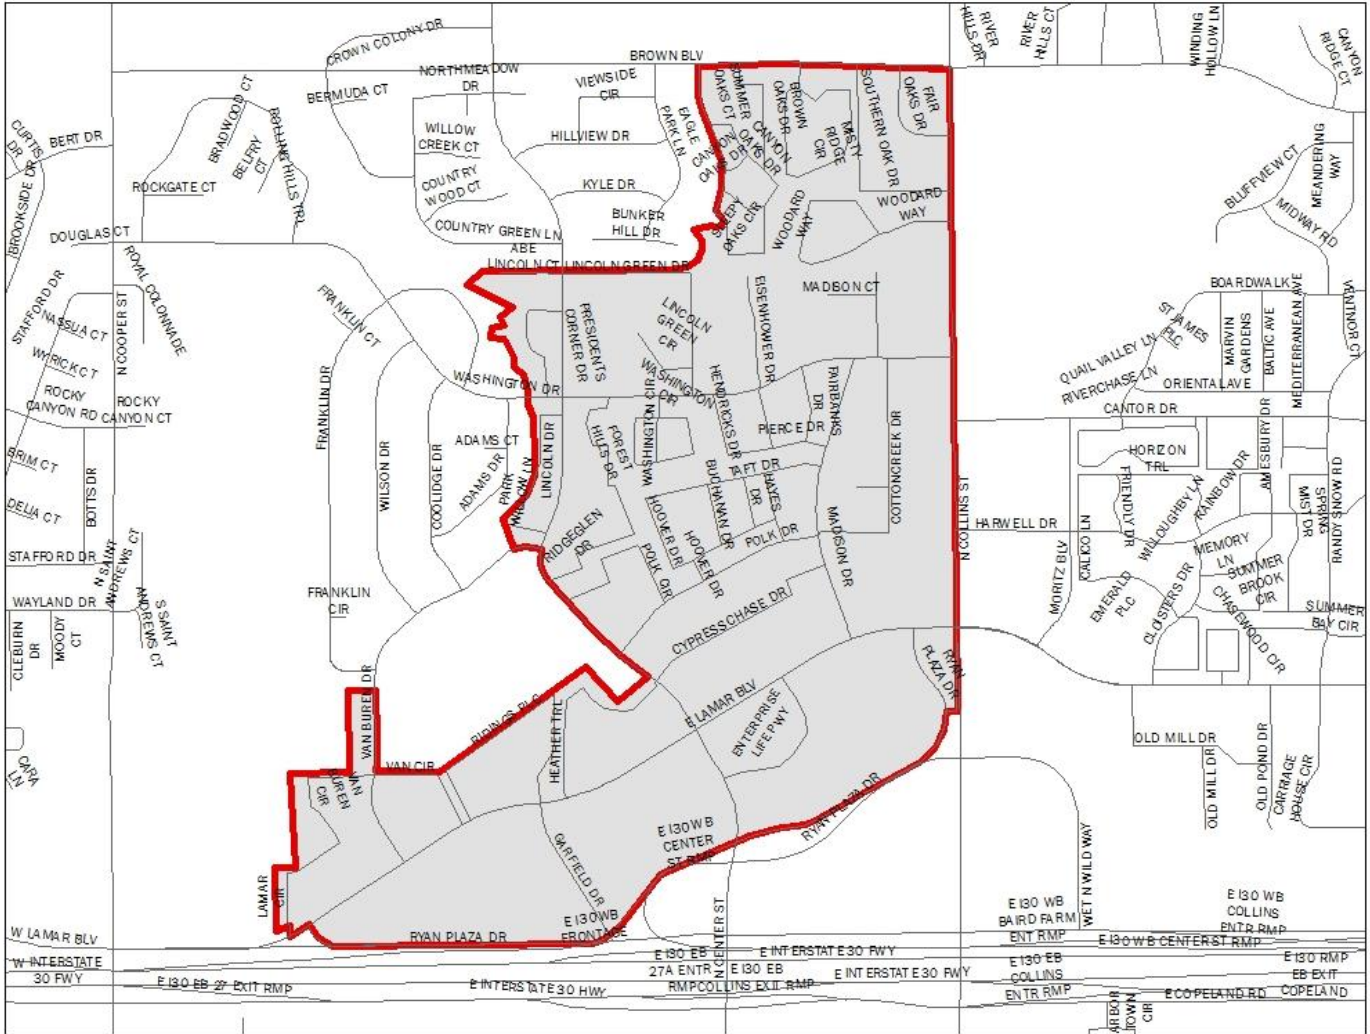 CROWN COLONY DR
BROWN BLV
RIVER
HILLS DR
RIVER
HILLS CT
WINDING
HOLLOW LN
CANYON
RIDGE CT
NORTHMEADOW
DR
BERMUDA CT
VIEWSIDE
CIR
EAGLE
PARK LN
SUMMER
OAKS CT
BROWN
OAKS DR
SOUTHERN OAK DR
FAIR
OAKS DR
CURTIS
DR
BERT DR
BRADWOOD CT
BELFRY
CT
ROLLING HILLS TRL
WILLOW
CREEK CT
HILLVIEW DR
CANYON
OAKS DR
CANYON
OAKS DR
MISTY
RIDGE
CIR
BROOKSIDE DR
ROCKGATE CT
COUNTRY
WOOD CT
KYLE DR
WOODARD
WAY
BLUFFVIEW CT
MEANDERING
WAY
MIDWAY RD
DOUGLAS CT
COUNTRY GREEN LN
BUNKER
HILL DR
SLEEPY
OAKS CIR
WOODARD
WAY
ABE
LINCOLN CT
LINCOLN GREEN DR
ROYAL COLONNADE
STAFFORD DR
NASSUA CT
N COOPER ST
FRANKLIN CT
PRESIDENTS
CORNER DR
LINCOLN
GREEN
CIR
EISENHOWER DR
MADISON CT
BOARDWALK
ST JAMES
PLC
MARVIN
GARDENS
BALTIC AVE
MEDITERRANEAN AVE
VENTNOR CT
WYRICK CT
QUAIL VALLEY LN
RIVERCHASE LN
ORIENTAL AVE
ROCKY
CANYON RD
ROCKY
CANYON CT
FRANKLIN DR
WASHINGTON DR
WASHINGTON
CIR
WASHINGTON CIR
HENDRICKS DR
FAIRBANKS
DR
CANTOR DR
BRIM CT
BOTTS DR
WILSON DR
COOLIDGE DR
ADAMS CT
ADAMS DR
PARK
WILLOW LN
LINCOLN DR
FOREST
HILLS DR
PIERCE DR
TAFT DR
COTTONCREEK DR
HORIZON
TRL
FRIENDLY DR
WILLOUGHBY LN
RAINBOW DR
AMESBURY DR
SPRING
MIST DR
RANDY SNOW RD
DELIA CT
STAFFORD DR
N SAINT
ANDREWS CT
RIDGEGLEN
DR
HOOVER DR
HOOVER DR
BUCHANAN DR
HAYES
DR
POLK DR
POLK CIR
MADISON DR
N COLLINS ST
HARWELL DR
CALICO LN
MORITZ BLV
MEMORY
LN
SUMMER
BROOK
CIR
WAYLAND DR
S SAINT
ANDREWS CT
FRANKLIN
CIR
CYPRESSCHASE DR
EMERALD
PLC
CLOISTERS DR
CHASEWOOD CIR
SUMMER
BAY CIR
CLEBURN
DR
MOODY
CT
VAN BUREN DR
RIDINGS PLC
HEATHER TRL
E LAMAR BLV
ENTERPRISE
LIFE PWY
RYAN
PLAZA DR
CARA
LN
VAN CIR
VAN
BUREN
CIR
OLD MILL DR
OLD MILL DR
OLD POND DR
CARRIAGE
HOUSE CIR
E I30 WB
CENTER
ST RMP
RYAN PLAZA DR
GARFIELD DR
LAMAR
CIR
WET N WILD WAY
W LAMAR BLV
RYAN PLAZA DR
E I30 WB
FRONTAGE
N CENTER ST
E I30 WB
BAIRD FARM
ENT RMP
E I30 WB
COLLINS
ENTR RMP
E I30 WB CENTER ST RMP
W INTERSTATE
30 FWY
E I30 EB 27 EXIT RMP
E INTERSTATE 30 HWY
E I30 EB
27A ENTR
RMP
E I30 EB
COLLINS EXIT RMP
E INTERSTATE 30 FWY
E INTERSTATE 30 FWY
E I30 EB
COLLINS
ENTR RMP
E I30 RMP
EB EXIT
COPELAND
E COPELAND RD
ARBOR
TOWN
CIR